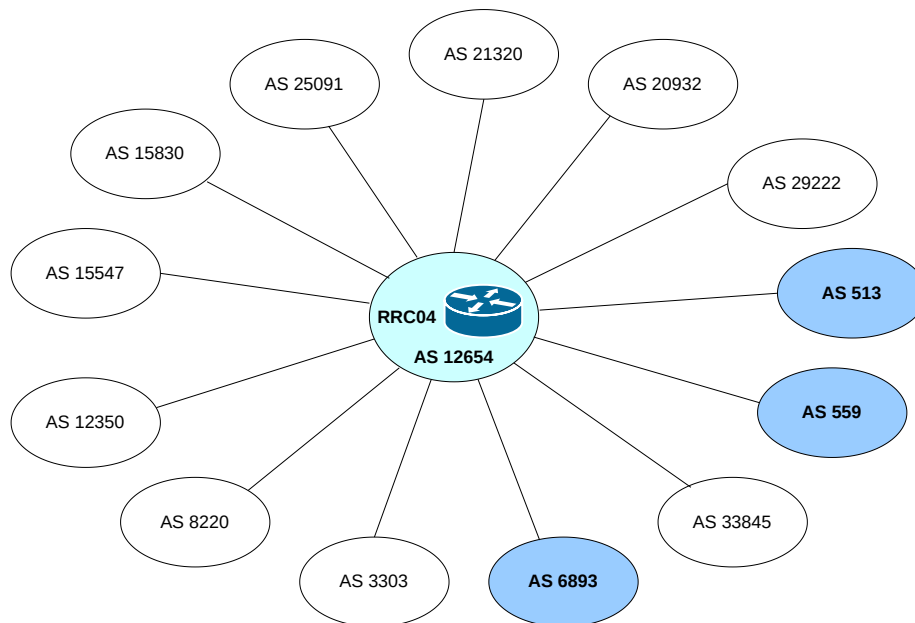 AS 21320
AS 25091
AS 20932
AS 15830
AS 29222
AS 15547
AS 513
RRC04
AS 12654
AS 12350
AS 559
AS 8220
AS 33845
AS 3303
AS 6893